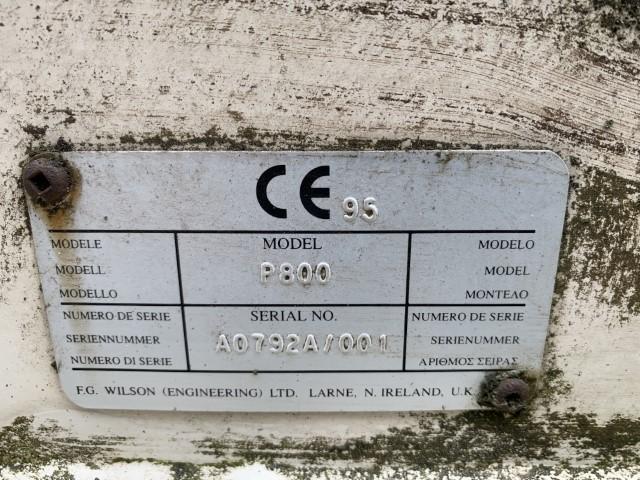 CE 95
MODELE MODEL MODELO
MODELL P800 MODEL
MODELLO ΜΟΝΤΕΛΟ
NUMERO DE SERIE SERIAL NO. NUMERO DE SERIE
SERIENNUMMER A0792A/001 SERIENUMMER
NUMERO DI SERIE ΑΡΙΘΜΟΣ ΣΕΙΡΑΣ
F.G. WILSON (ENGINEERING) LTD. LARNE, N. IRELAND, U.K.